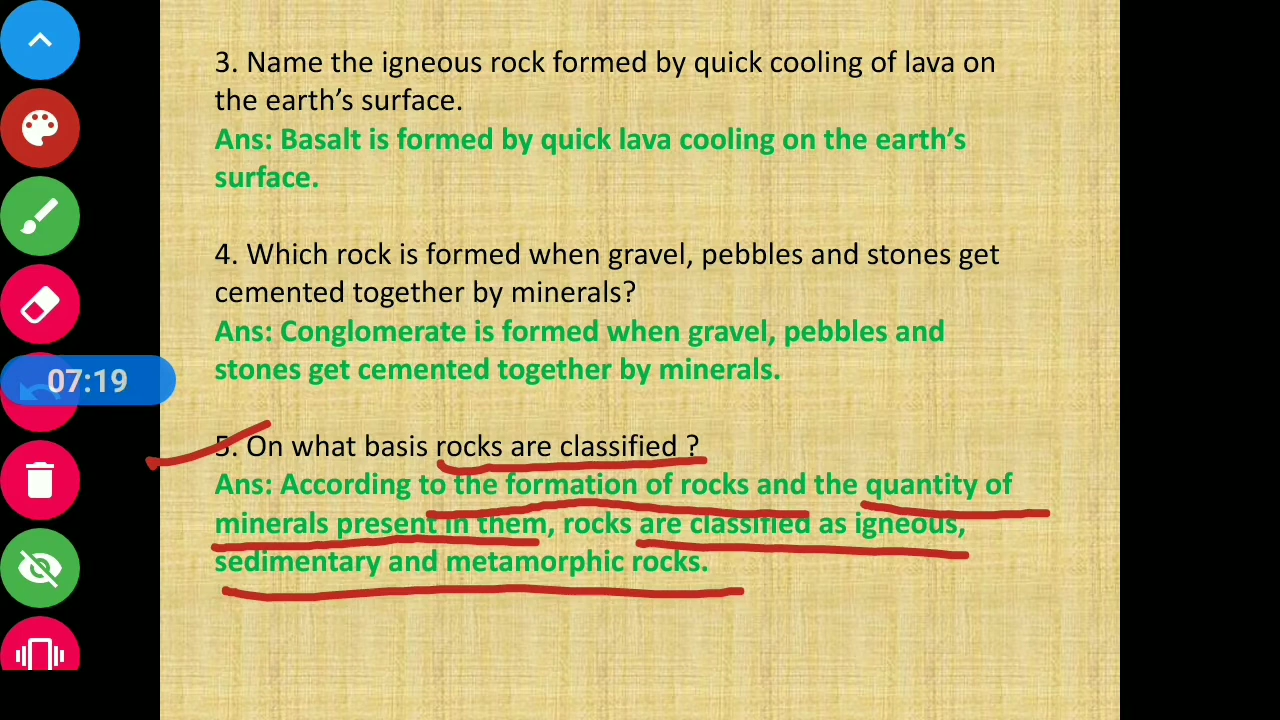 3. Name the igneous rock formed by quick cooling of lava on
the earth’s surface.
Ans: Basalt is formed by quick lava cooling on the earth’s
surface.
4. Which rock is formed when gravel, pebbles and stones get
cemented together by minerals?
Ans: Conglomerate is formed when gravel, pebbles and
stones get cemented together by minerals.
07:19
5. On what basis rocks are classified ?
Ans: According to the formation of rocks and the quantity of
minerals present in them, rocks are classified as igneous,
sedimentary and metamorphic rocks.